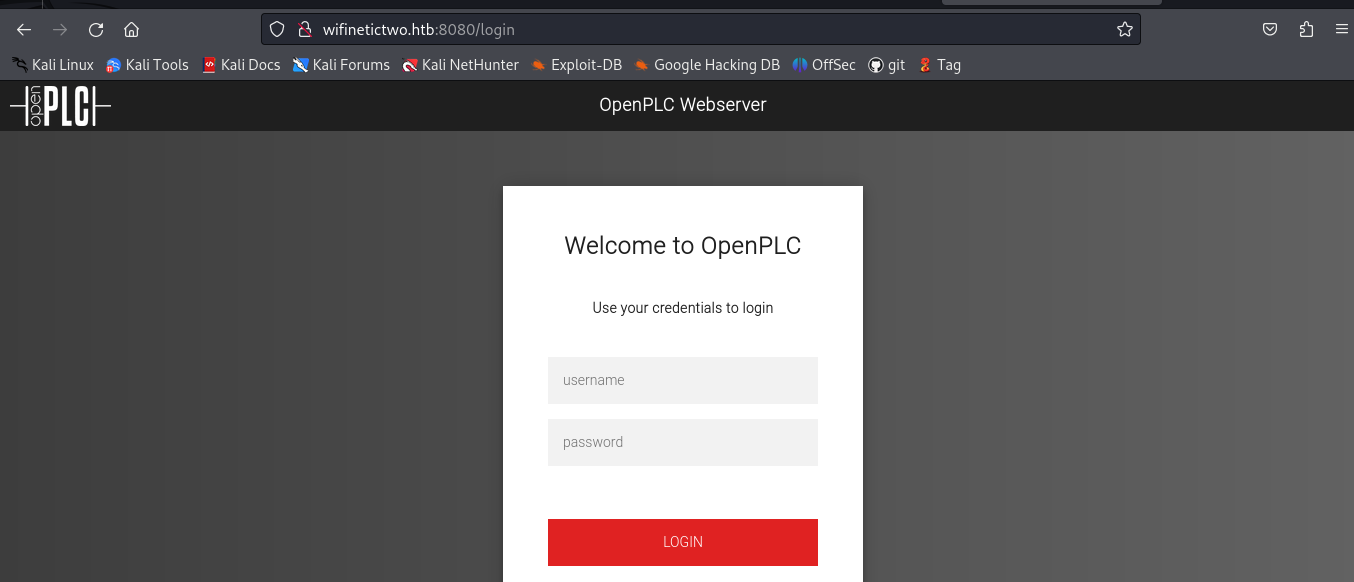 wifinetictwo.htb:8080/login
Kali Linux Kali Tools Kali Docs Kali Forums Kali NetHunter Exploit-DB Google Hacking DB OffSec git Tag
open PLC OpenPLC Webserver
Welcome to OpenPLC
Use your credentials to login
username
password
LOGIN